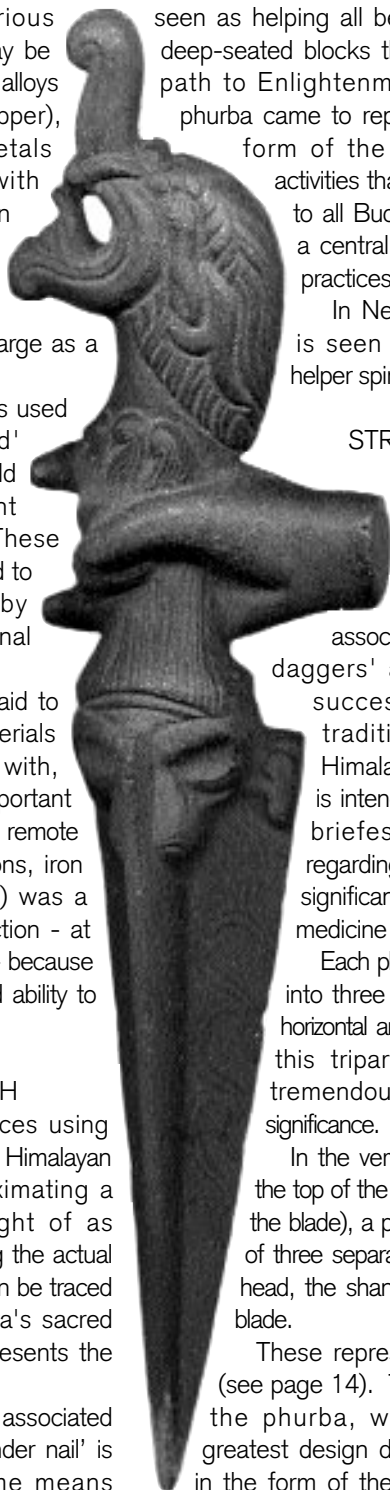 rious
ay be
alloys
pper),
etals
with
n
arge as a
s used
d'
ld
nt
These
d to
by
nal
aid to
erials
with,
portant
remote
ons, iron
) was a
ction - at
because
d ability to
H
ces using
Himalayan
ximating a
ght of as
g the actual
n be traced
a's sacred
esents the
associated
nder nail' is
me means
seen as helping all be
deep-seated blocks th
path to Enlightenm
phurba came to rep
form of the
activities tha
to all Bud
a central
practices
In Ne
is seen
helper spir
STR
assoc
daggers' a
succes
traditi
Himala
is inten
briefes
regarding
significan
medicine
Each p
into three
horizontal a
this tripar
tremendou
significance.
In the ver
the top of the
the blade), a p
of three separa
head, the shan
blade.
These repre
(see page 14). T
the phurba, w
greatest design d
in the form of the